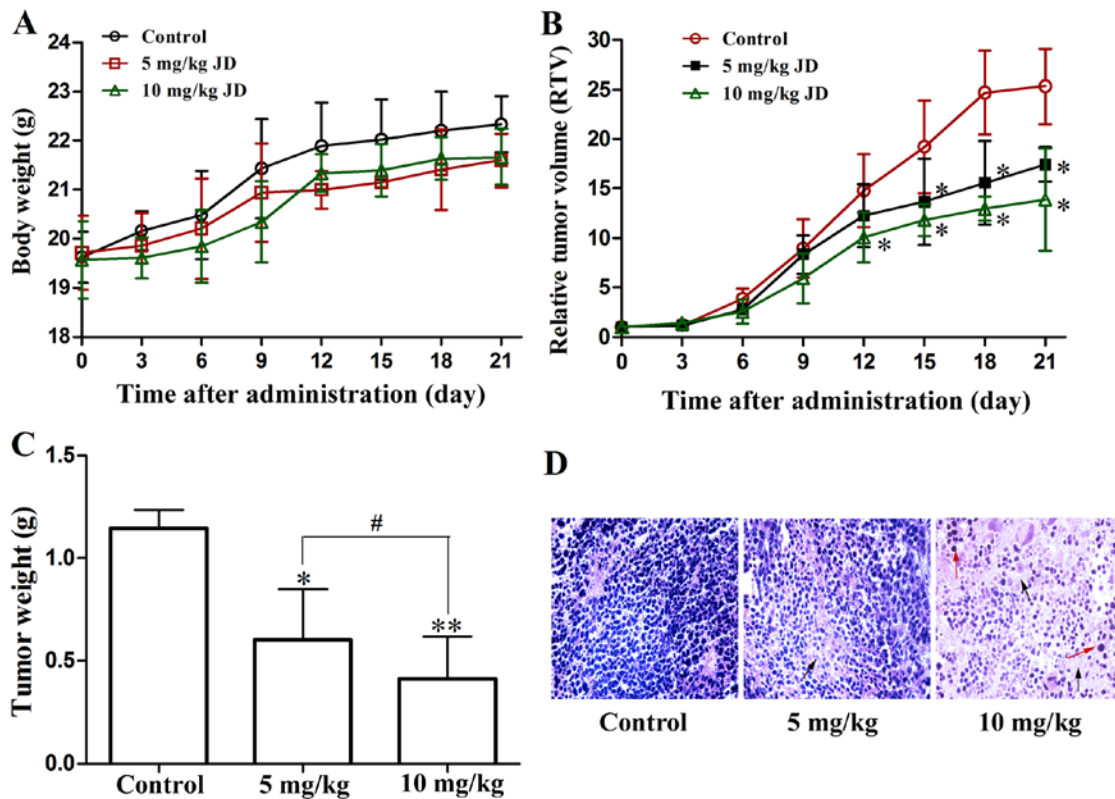 A
Control
5 mg/kg JD
10 mg/kg JD
Body weight (g)
24
23
22
21
20
19
18
0 3 6 9 12 15 18 21
Time after administration (day)
B
Control
5 mg/kg JD
10 mg/kg JD
Relative tumor volume (RTV)
30
25
20
15
10
5
0
* * *
* * * *
0 3 6 9 12 15 18 21
Time after administration (day)
C
Tumor weight (g)
1.5
1.0
0.5
0.0
#
*
**
Control 5 mg/kg 10 mg/kg
D
Control 5 mg/kg 10 mg/kg